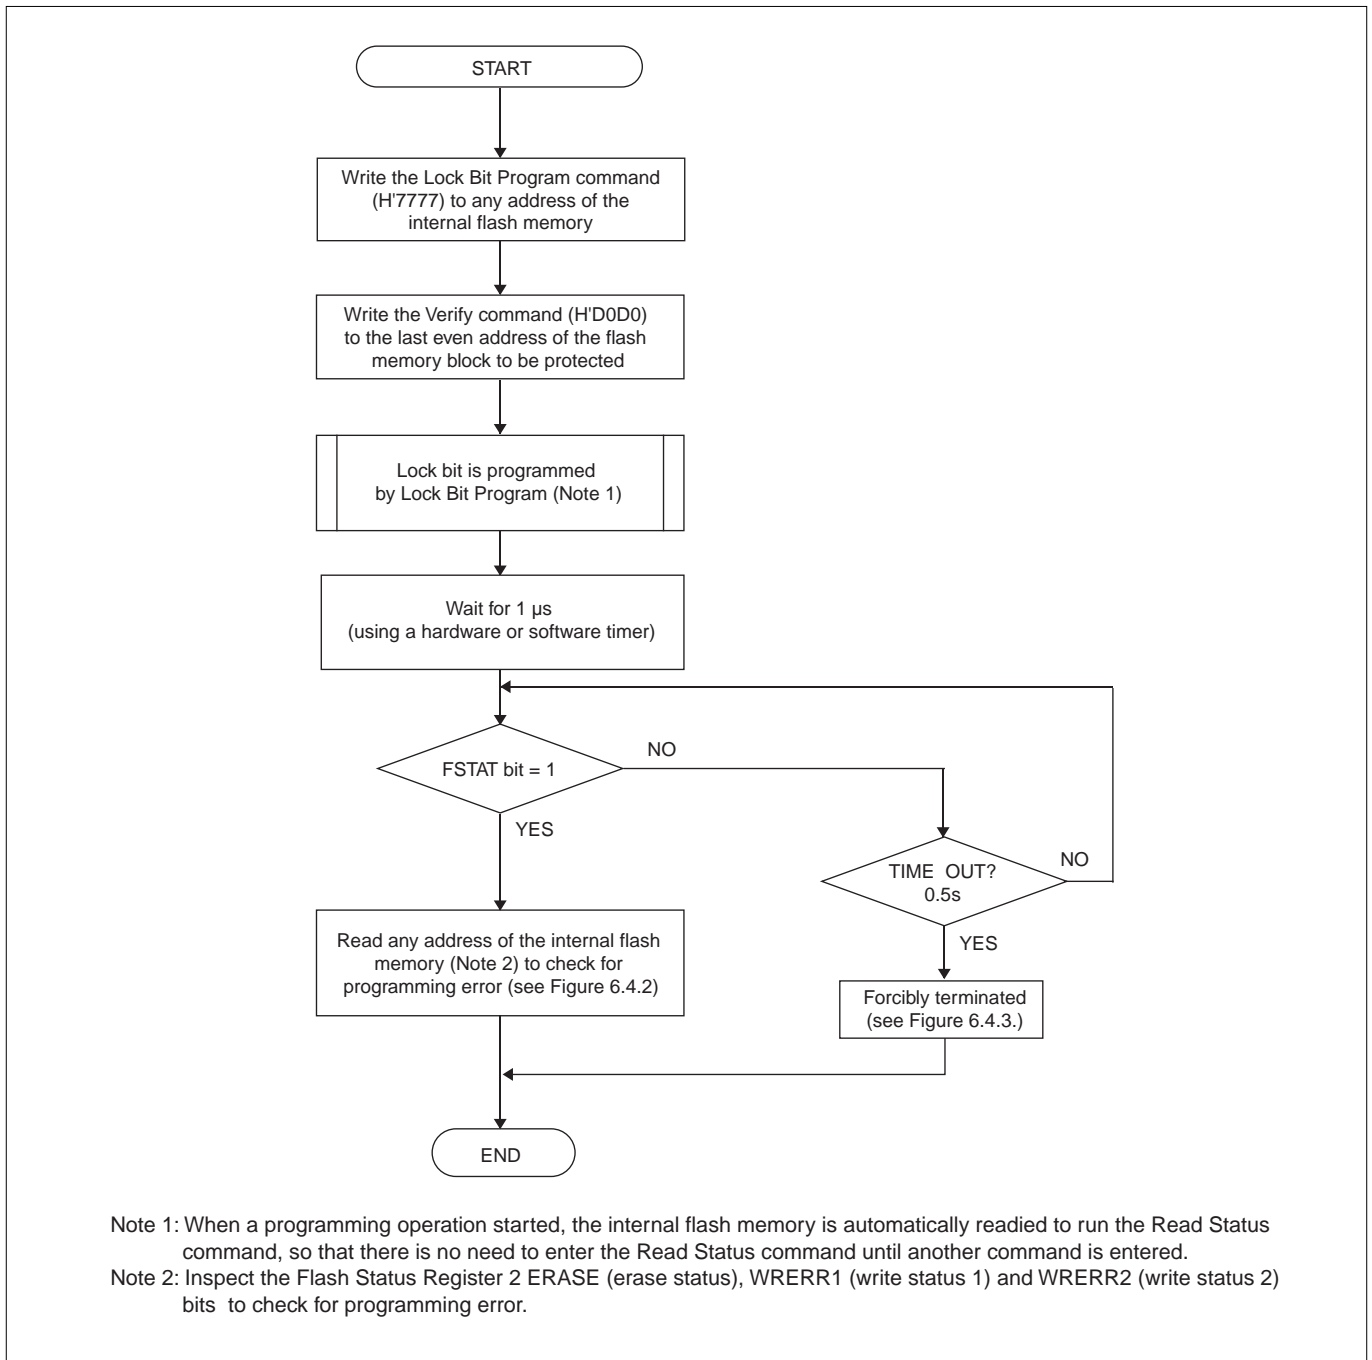 START
Write the Lock Bit Program command
(H'7777) to any address of the
internal flash memory
Write the Verify command (H'D0D0)
to the last even address of the flash
memory block to be protected
Lock bit is programmed
by Lock Bit Program (Note 1)
Wait for 1 µs
(using a hardware or software timer)
FSTAT bit = 1
NO
YES
TIME OUT?
0.5s
NO
YES
Read any address of the internal flash
memory (Note 2) to check for
programming error (see Figure 6.4.2)
Forcibly terminated
(see Figure 6.4.3.)
END
Note 1: When a programming operation started, the internal flash memory is automatically readied to run the Read Status
command, so that there is no need to enter the Read Status command until another command is entered.
Note 2: Inspect the Flash Status Register 2 ERASE (erase status), WRERR1 (write status 1) and WRERR2 (write status 2)
bits to check for programming error.